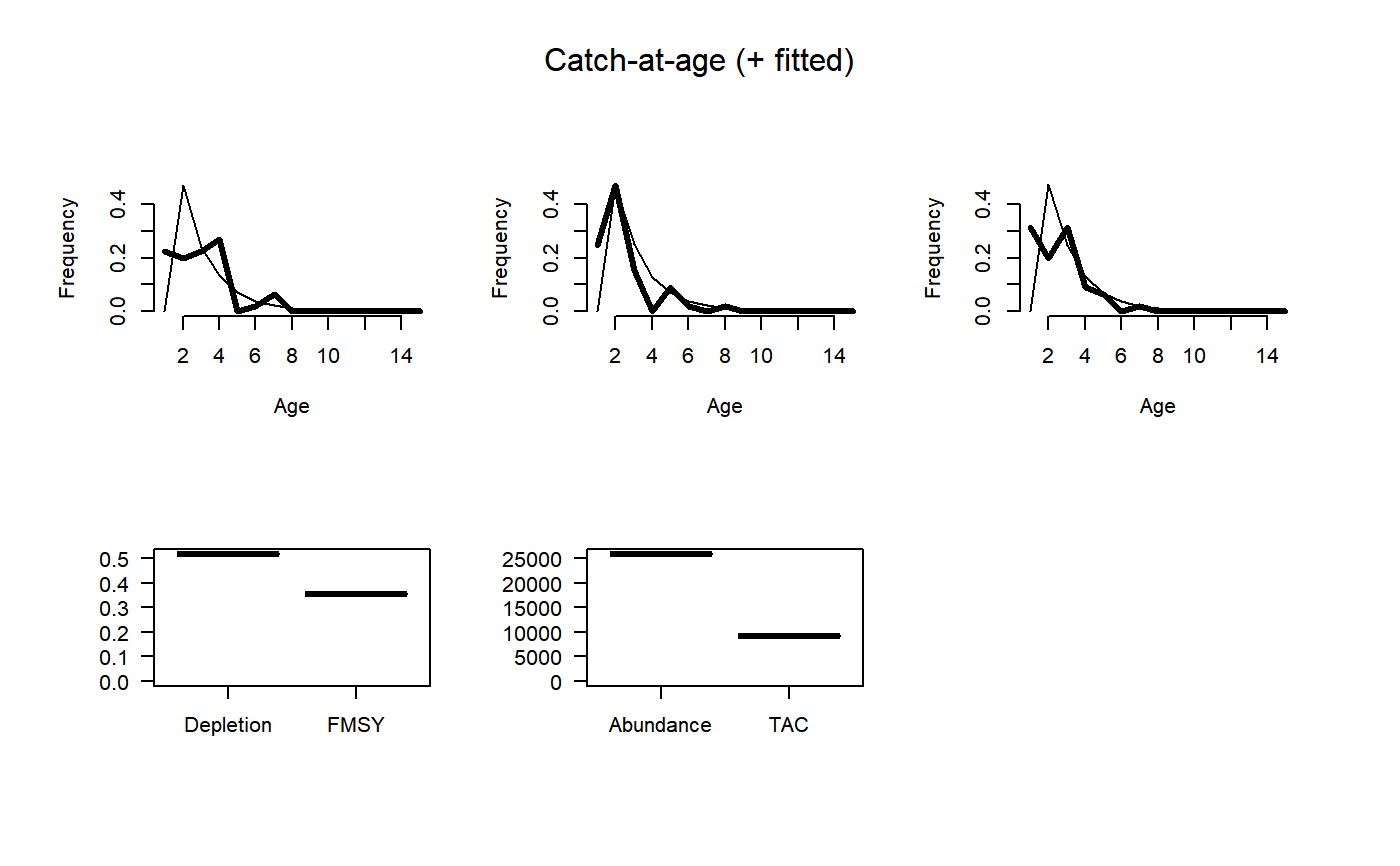 Catch-at-age (+ fitted)
Frequency
0.0 0.2 0.4
2 4 6 8 10 14
Age
Frequency
0.0 0.2 0.4
2 4 6 8 10 14
Age
Frequency
0.0 0.2 0.4
2 4 6 8 10 14
Age
0.5
0.4
0.3
0.2
0.1
0.0
Depletion FMSY
25000
20000
15000
10000
5000
0
Abundance TAC